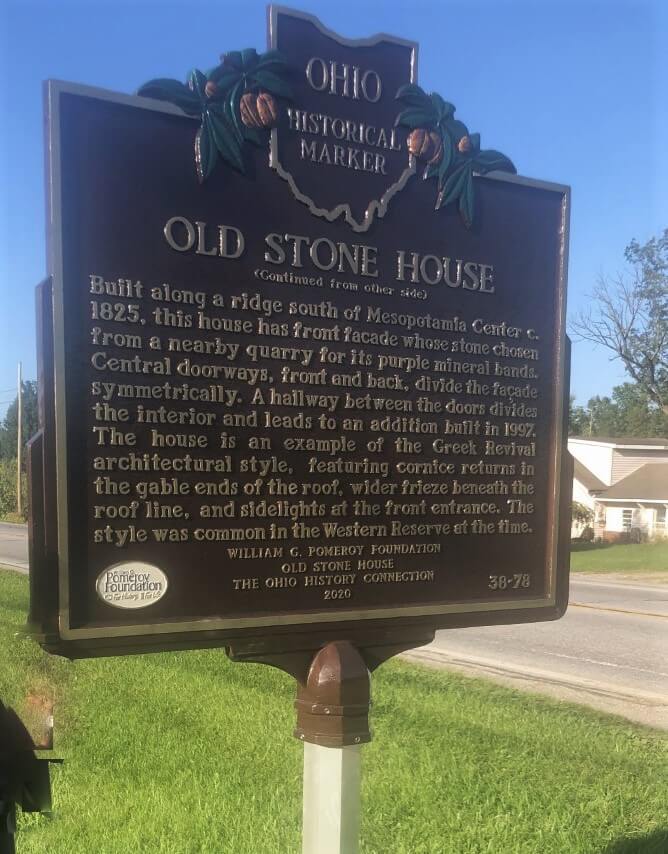 OHIO
HISTORICAL
MARKER
OLD STONE HOUSE
(Continued from other side)
Built along a ridge south of Mesopotamia Center c.
1825, this house has front facade whose stone chosen
from a nearby quarry for its purple mineral bands.
Central doorways, front and back, divide the façade
symmetrically. A hallway between the doors divides
the interior and leads to an addition built in 1997.
The house is an example of the Greek Revival
architectural style, featuring cornice returns in
the gable ends of the roof, wider frieze beneath the
roof line, and sidelights at the front entrance. The
style was common in the Western Reserve at the time.
WILLIAM G. POMEROY FOUNDATION
OLD STONE HOUSE
THE OHIO HISTORY CONNECTION
2020
38-78
Pomeroy
Foundation